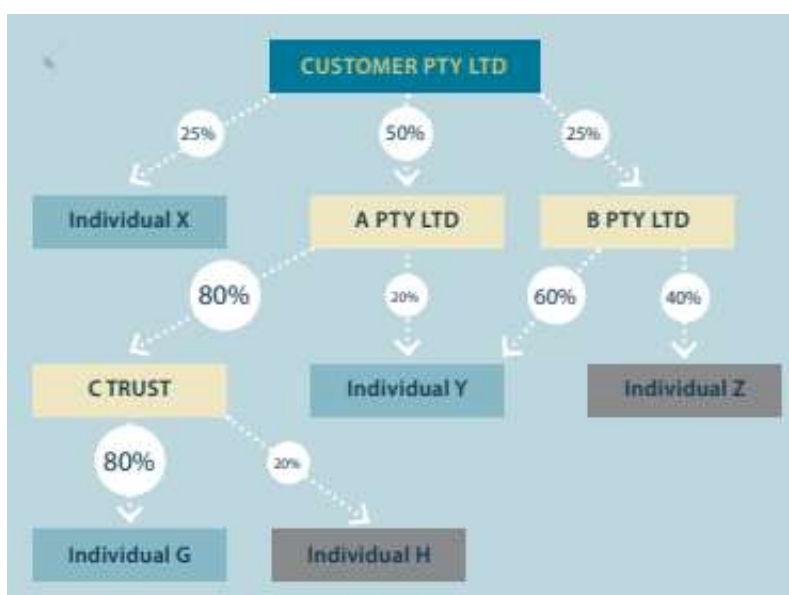 CUSTOMER PTY LTD
25%
50%
25%
Individual X
A PTY LTD
B PTY LTD
80%
20%
60%
40%
C TRUST
Individual Y
Individual Z
80%
20%
Individual G
Individual H